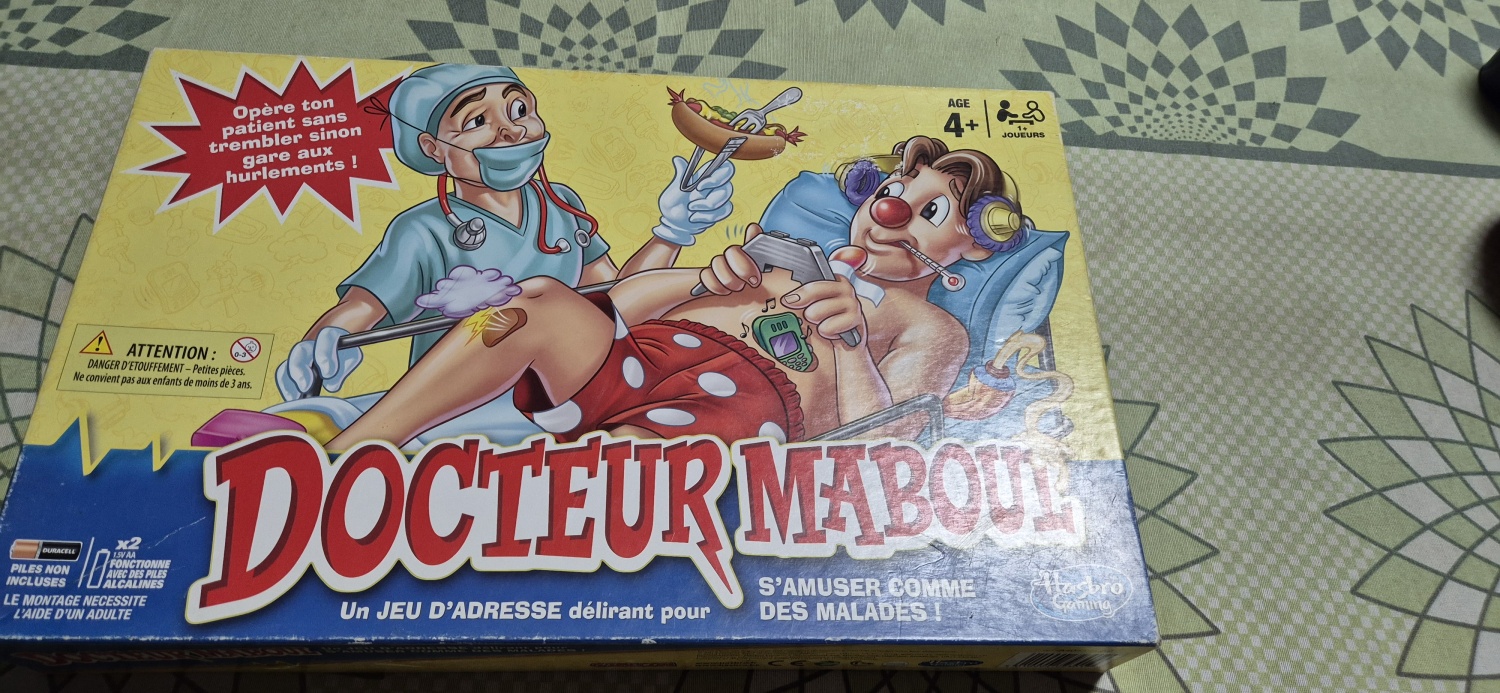 Opère ton
patient sans
trembler sinon
gare aux
hurlements !
AGE
4+
1+
JOUEURS
ATTENTION :
0-3
DANGER D'ETOUFFEMENT – Petites pièces.
Ne convient pas aux enfants de moins de 3 ans.
DOCTEUR MABOUL
DURACELL
PILES NON
INCLUSES
x2
1.5V AA
FONCTIONNE
AVEC DES PILES
ALCALINES
LE MONTAGE NECESSITE
L'AIDE D'UN ADULTE
Un JEU D'ADRESSE délirant pour
S'AMUSER COMME
DES MALADES !
Hasbro
Gaming